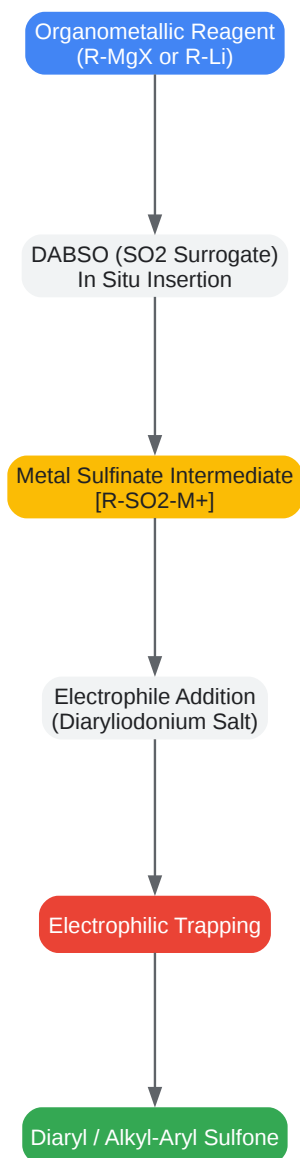 Organometallic Reagent
(R-MgX or R-Li)
DABSO (SO2 Surrogate)
In Situ Insertion
Metal Sulfinate Intermediate
[R-SO2-M+]
Electrophile Addition
(Diaryliodonium Salt)
Electrophilic Trapping
Diaryl / Alkyl-Aryl Sulfone